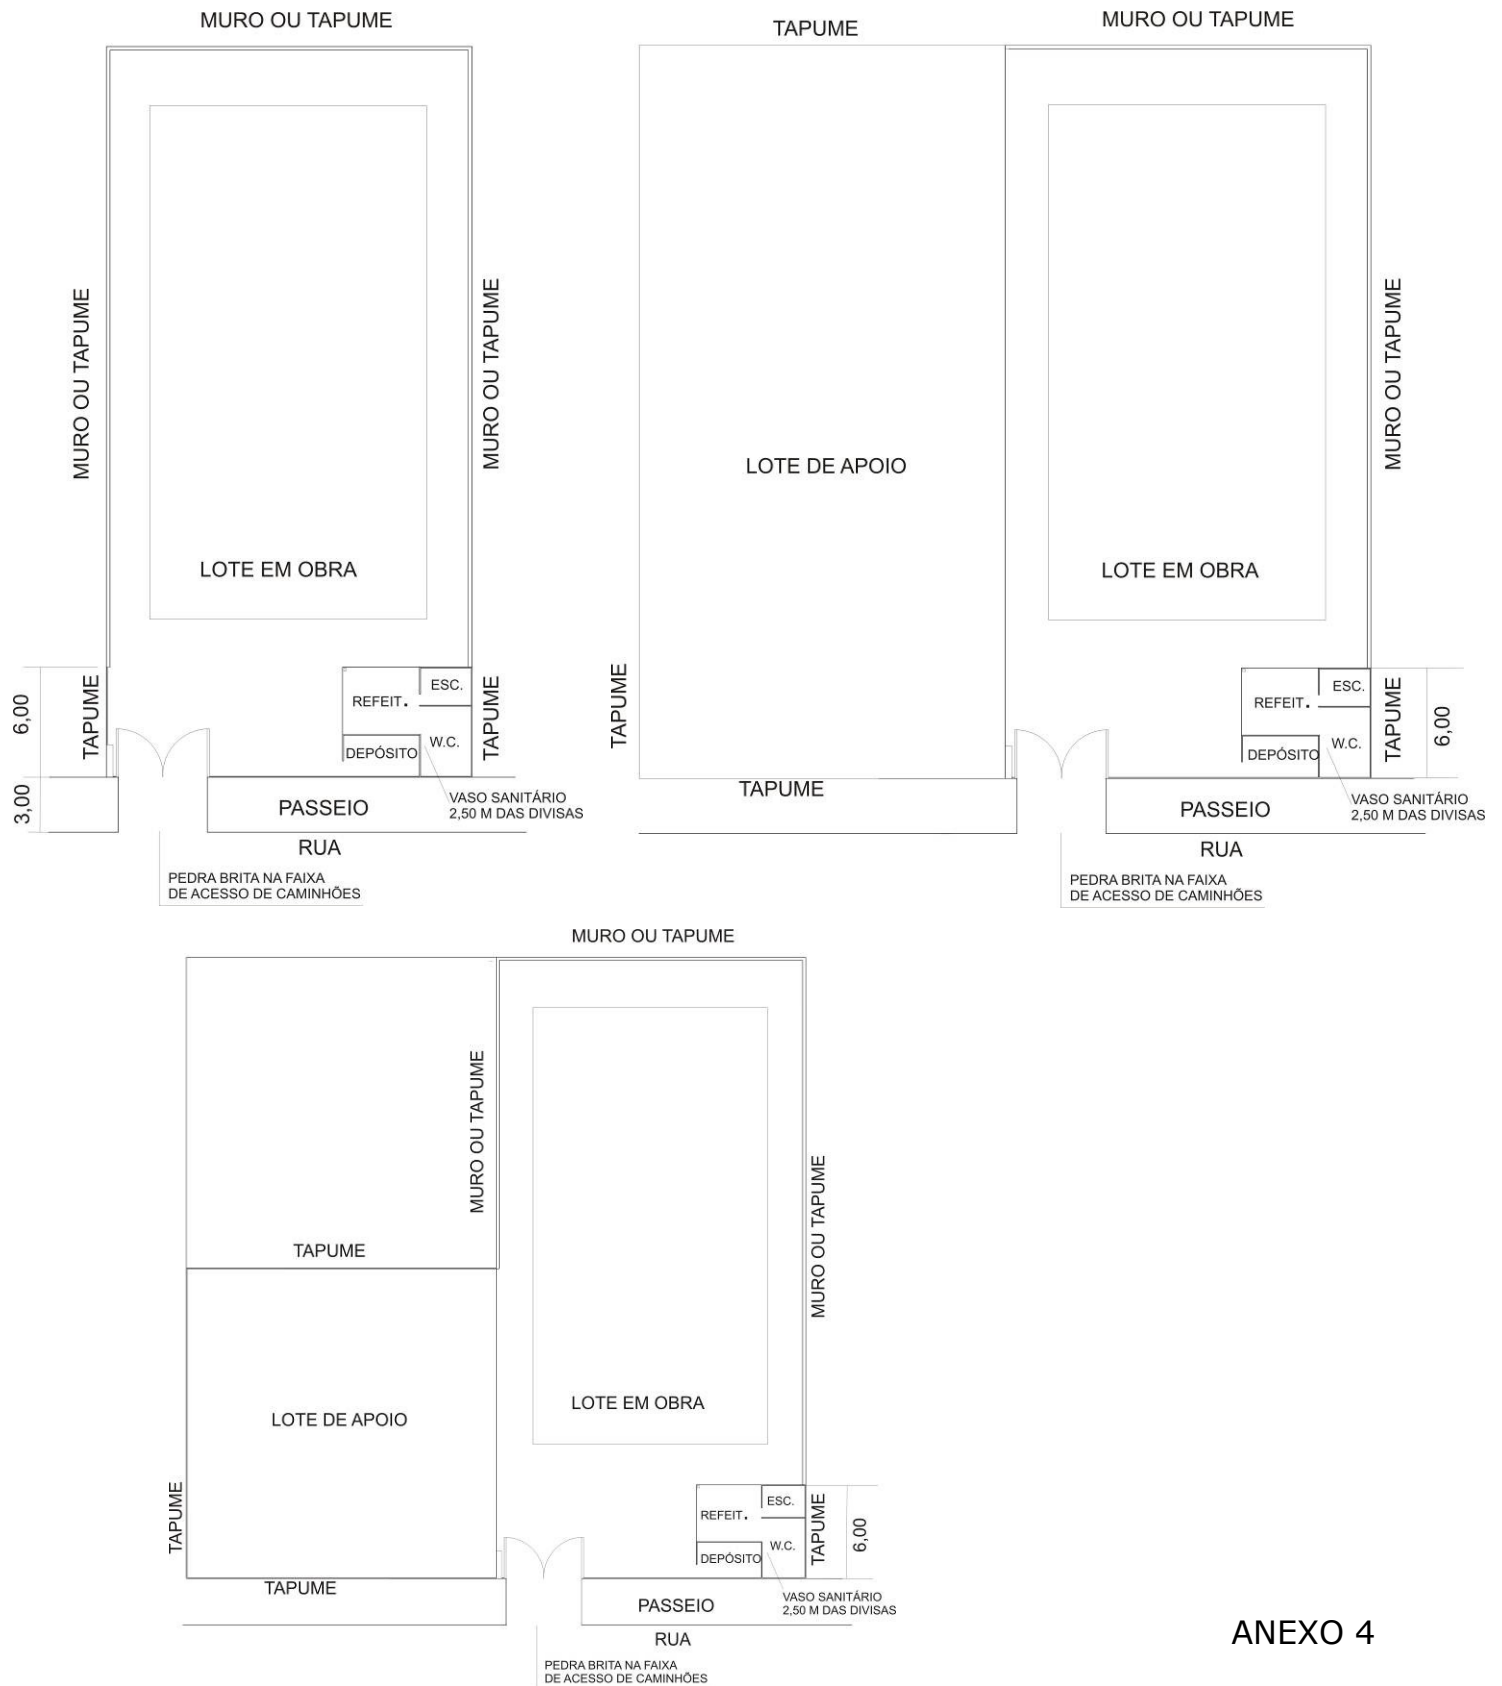 MURO OU TAPUME
MURO OU TAPUME
MURO OU TAPUME
LOTE EM OBRA
6,00
TAPUME
REFEIT.
ESC.
TAPUME
DEPÓSITO
W.C.
3,00
PASSEIO
VASO SANITÁRIO
2,50 M DAS DIVISAS
RUA
PEDRA BRITA NA FAIXA
DE ACESSO DE CAMINHÕES
TAPUME
MURO OU TAPUME
MURO OU TAPUME
LOTE DE APOIO
LOTE EM OBRA
TAPUME
REFEIT.
ESC.
TAPUME
6,00
DEPÓSITO
W.C.
TAPUME
PASSEIO
VASO SANITÁRIO
2,50 M DAS DIVISAS
RUA
PEDRA BRITA NA FAIXA
DE ACESSO DE CAMINHÕES
MURO OU TAPUME
MURO OU TAPUME
MURO OU TAPUME
TAPUME
LOTE EM OBRA
LOTE DE APOIO
TAPUME
REFEIT.
ESC.
TAPUME
6,00
DEPÓSITO
W.C.
TAPUME
PASSEIO
VASO SANITÁRIO
2,50 M DAS DIVISAS
RUA
PEDRA BRITA NA FAIXA
DE ACESSO DE CAMINHÕES
ANEXO 4